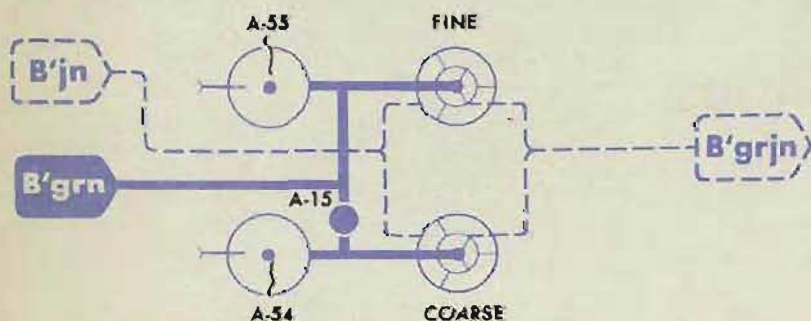 A-55 FINE
B'jn
B'grjn
B'grn
A-15
A-54 COARSE